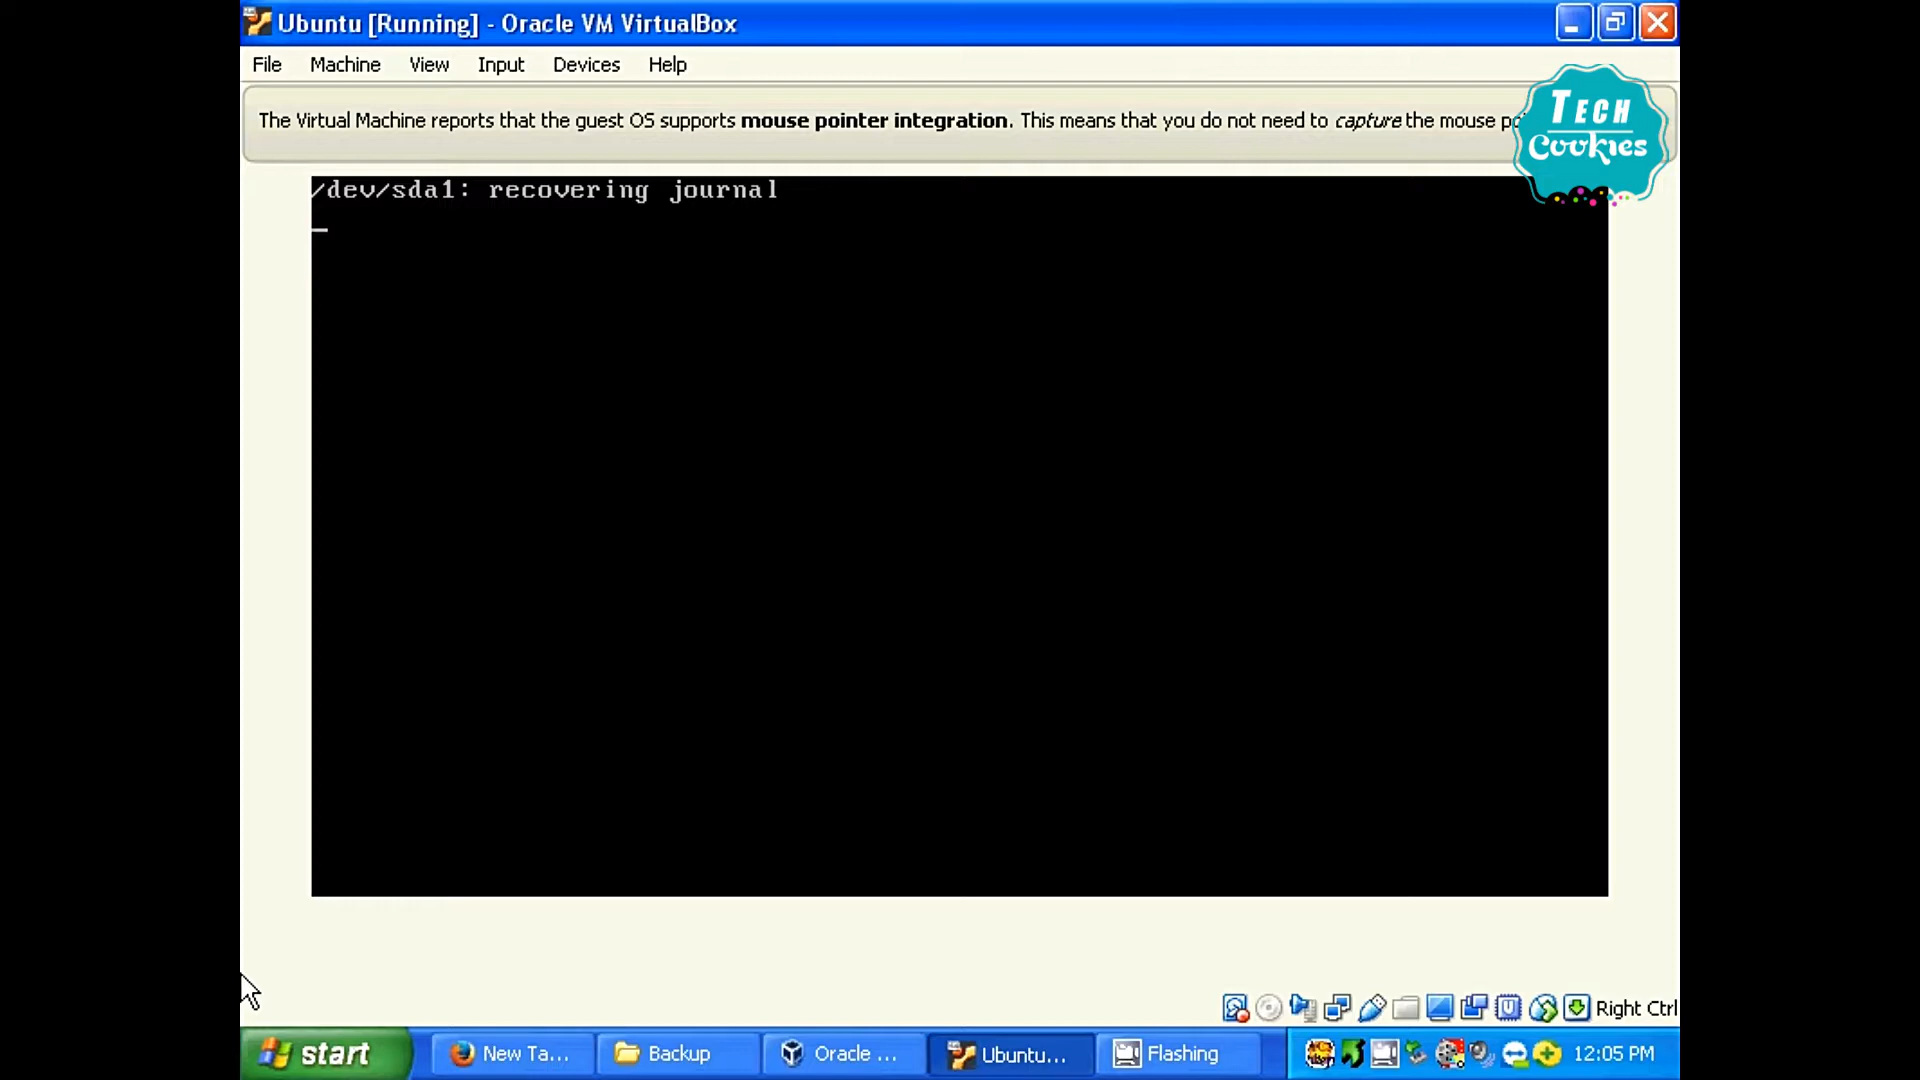 Ubuntu [Running] - Oracle VM VirtualBox
File Machine View Input Devices Help
The Virtual Machine reports that the guest OS supports mouse pointer integration. This means that you do not need to capture the mouse
TECH
Cookies
/dev/sda1: recovering journal
_
Right Ctrl
start New Ta... Backup Oracle ... Ubuntu... Flashing 12:05 PM